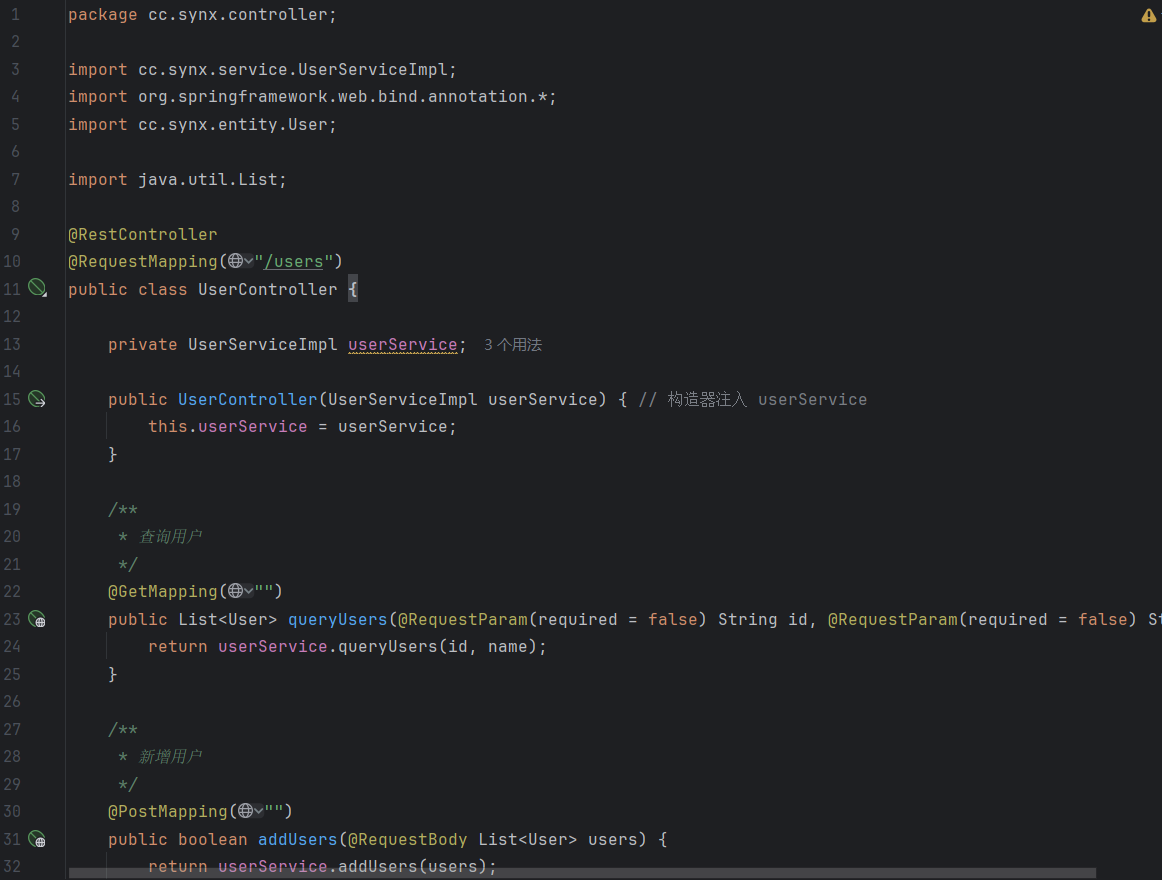 1 package cc.synx.controller;
2
3 import cc.synx.service.UserServiceImpl;
4 import org.springframework.web.bind.annotation.*;
5 import cc.synx.entity.User;
6
7 import java.util.List;
8
9 @RestController
10 @RequestMapping("/users")
11 public class UserController {
12
13 private UserServiceImpl userService; 3个用法
14
15 public UserController(UserServiceImpl userService) { // 构造器注入 userService
16 this.userService = userService;
17 }
18
19 /**
20 * 查询用户
21 */
22 @GetMapping("")
23 public List<User> queryUsers(@RequestParam(required = false) String id, @RequestParam(required = false) St
24 return userService.queryUsers(id, name);
25 }
26
27 /**
28 * 新增用户
29 */
30 @PostMapping("")
31 public boolean addUsers(@RequestBody List<User> users) {
32 return userService.addUsers(users);